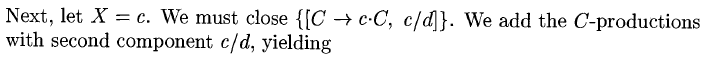 Next, let X = c. We must close {[C → c·C, c/d]}. We add the C-productions
with second component c/d, yielding